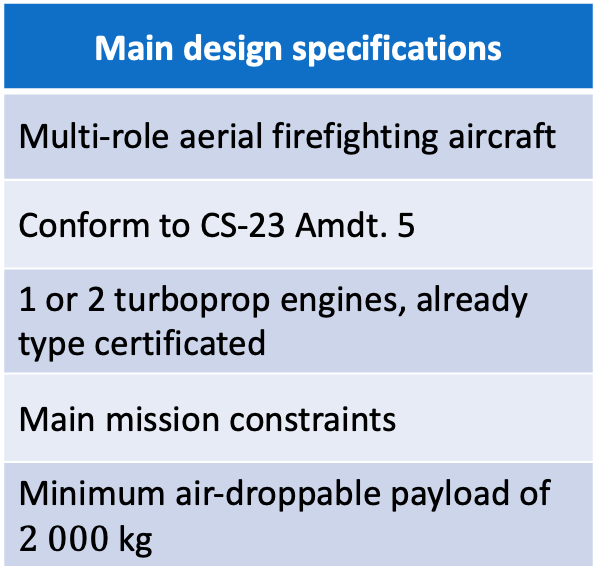 Main design specifications
Multi-role aerial firefighting aircraft
Conform to CS-23 Amdt. 5
1 or 2 turboprop engines, already
type certificated
Main mission constraints
Minimum air-droppable payload of
2 000 kg